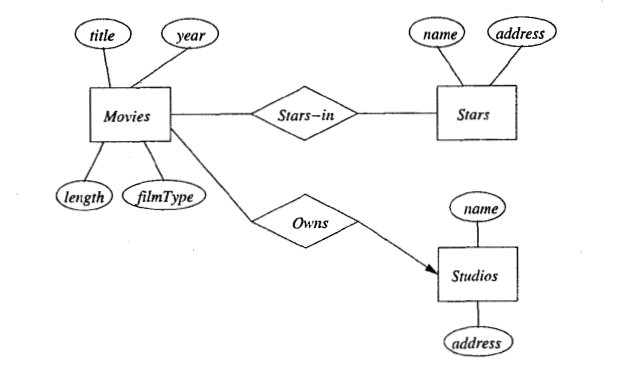 title
year
name
address
Movies
Stars-in
Stars
length
filmType
Owns
name
Studios
address